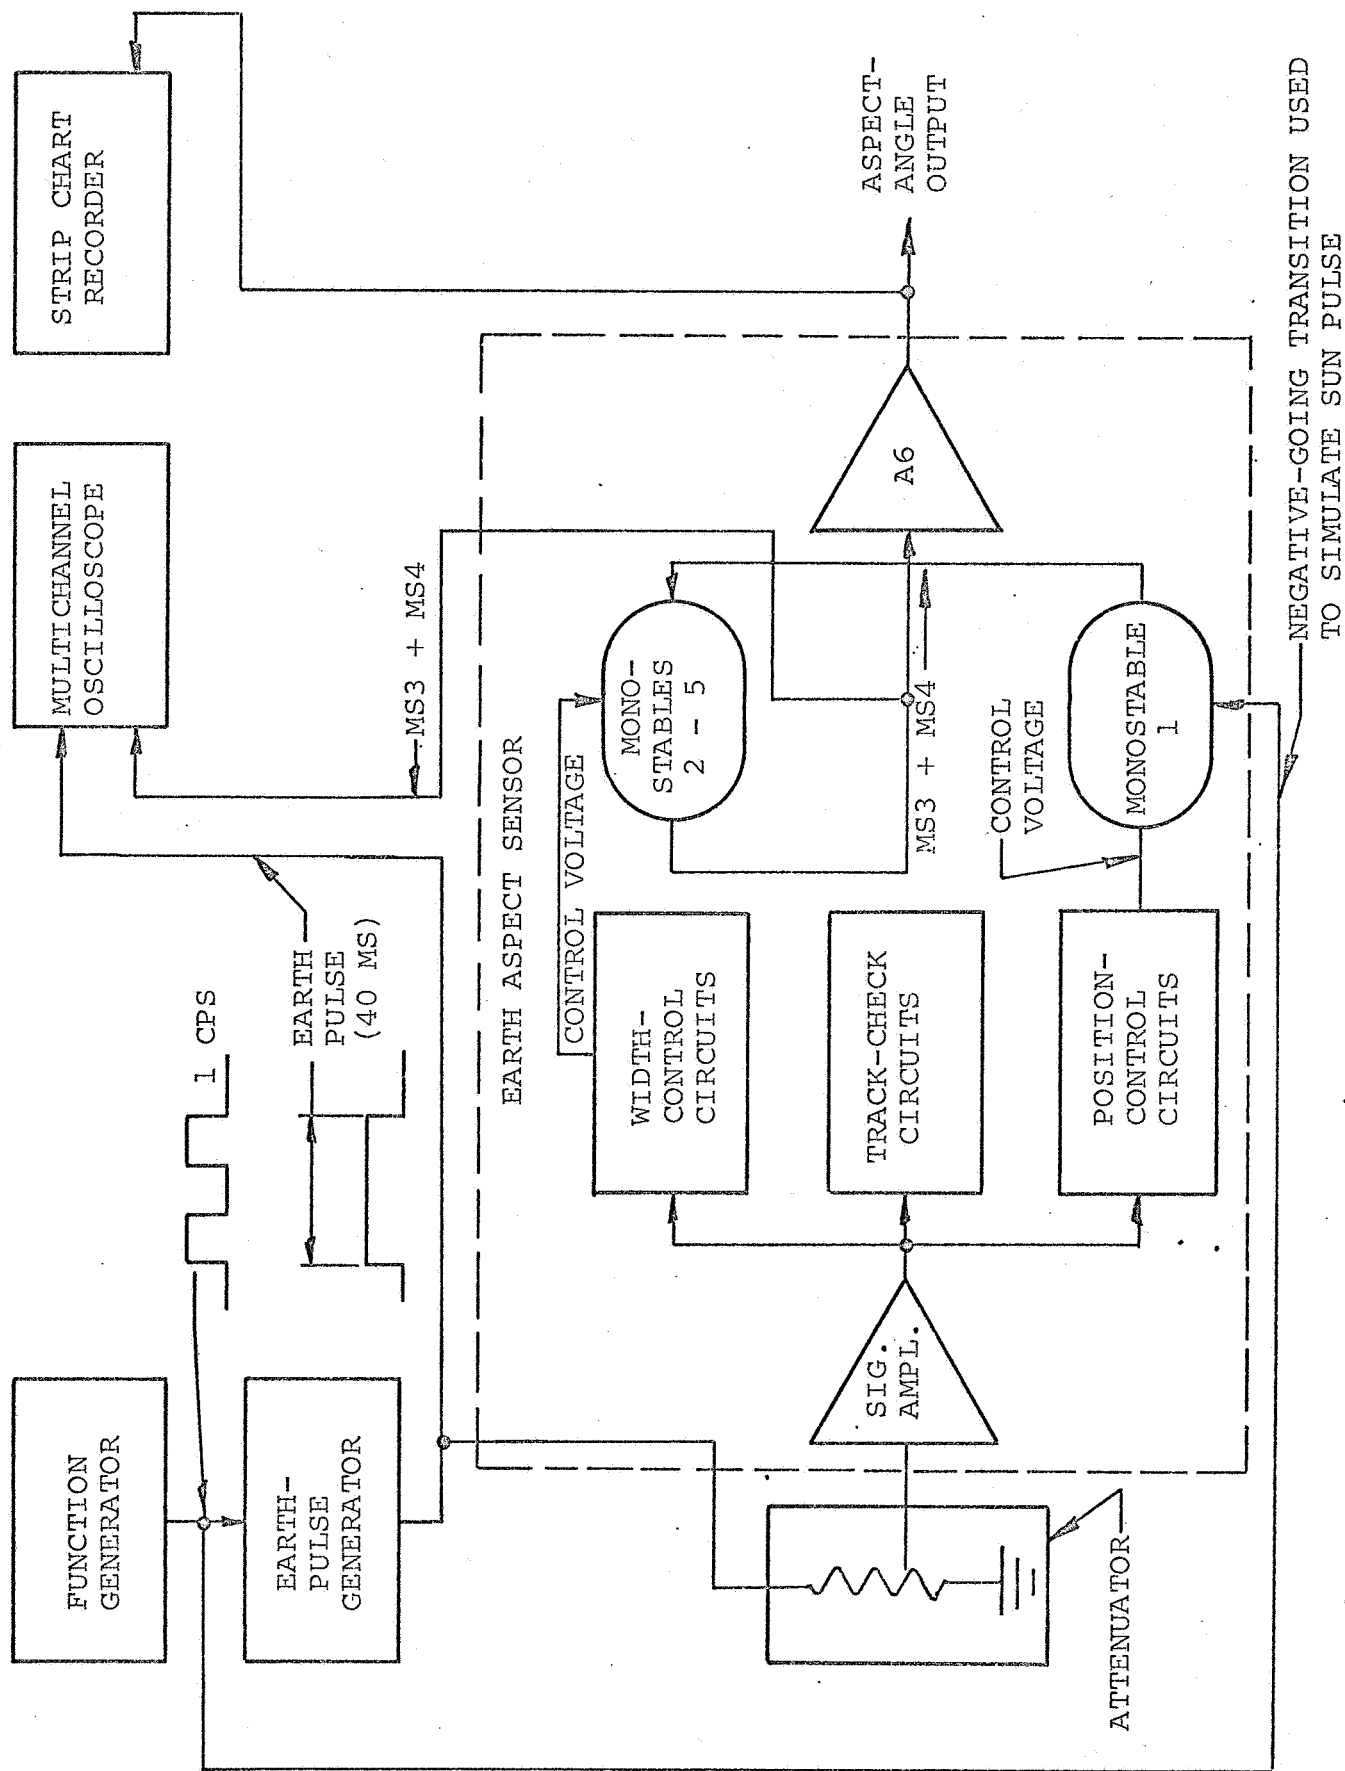 FUNCTION
GENERATOR
1 CPS
MULTICHANNEL
OSCILLOSCOPE
STRIP CHART
RECORDER
EARTH-
PULSE
GENERATOR
EARTH
PULSE
(40 MS)
MS3 + MS4
EARTH ASPECT SENSOR
CONTROL VOLTAGE
WIDTH-
CONTROL
CIRCUITS
MONO-
STABLES
2 - 5
ATTENUATOR
SIG.
AMPL.
TRACK-CHECK
CIRCUITS
MS3 + MS4
A6
ASPECT-
ANGLE
OUTPUT
CONTROL
VOLTAGE
POSITION-
CONTROL
CIRCUITS
MONOSTABLE
1
NEGATIVE-GOING TRANSITION USED
TO SIMULATE SUN PULSE